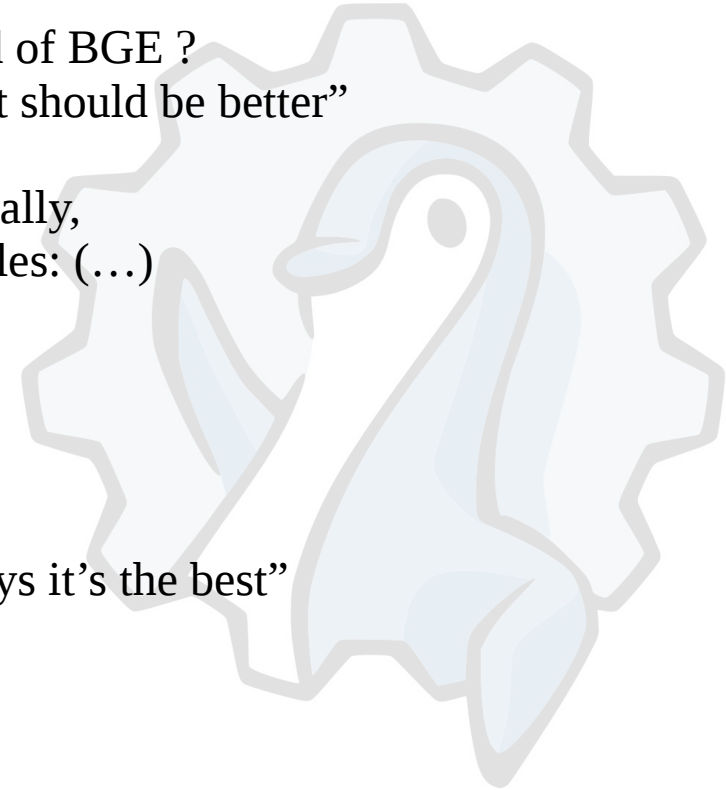 l of BGE ?
t should be better”
ally,
les: (…)
ys it’s the best”